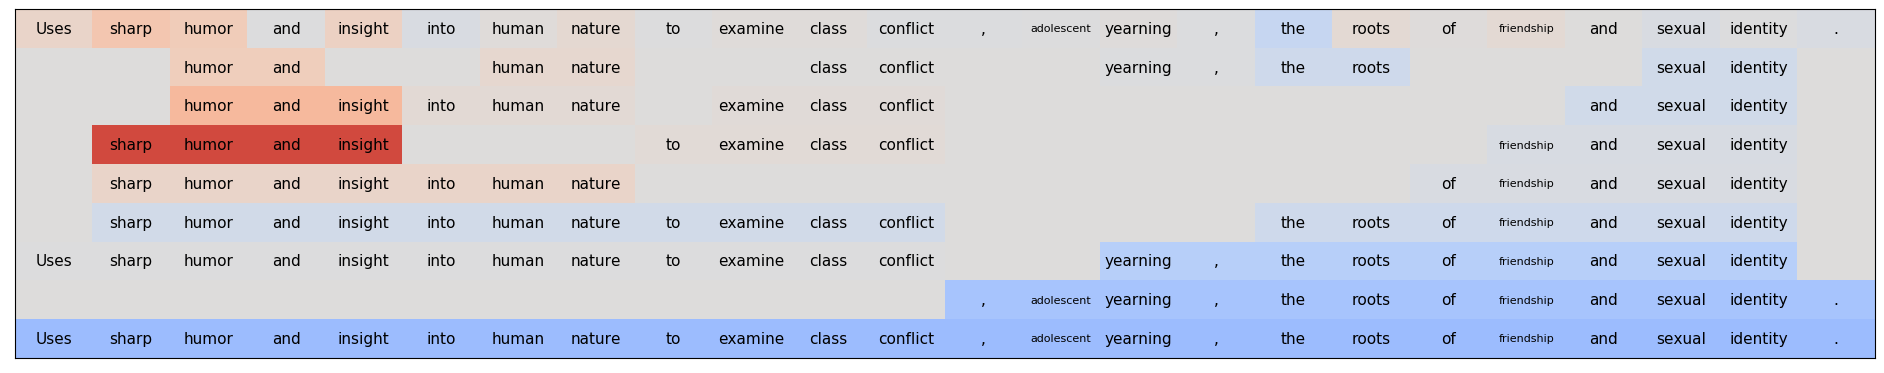 Uses sharp humor and insight into human nature to examine class conflict , adolescent yearning , the roots of friendship and sexual identity .
humor and human nature class conflict yearning , the roots sexual identity
humor and insight into human nature examine class conflict and sexual identity
sharp humor and insight to examine class conflict friendship and sexual identity
sharp humor and insight into human nature of friendship and sexual identity
sharp humor and insight into human nature to examine class conflict the roots of friendship and sexual identity
Uses sharp humor and insight into human nature to examine class conflict yearning , the roots of friendship and sexual identity
, adolescent yearning , the roots of friendship and sexual identity .
Uses sharp humor and insight into human nature to examine class conflict , adolescent yearning , the roots of friendship and sexual identity .